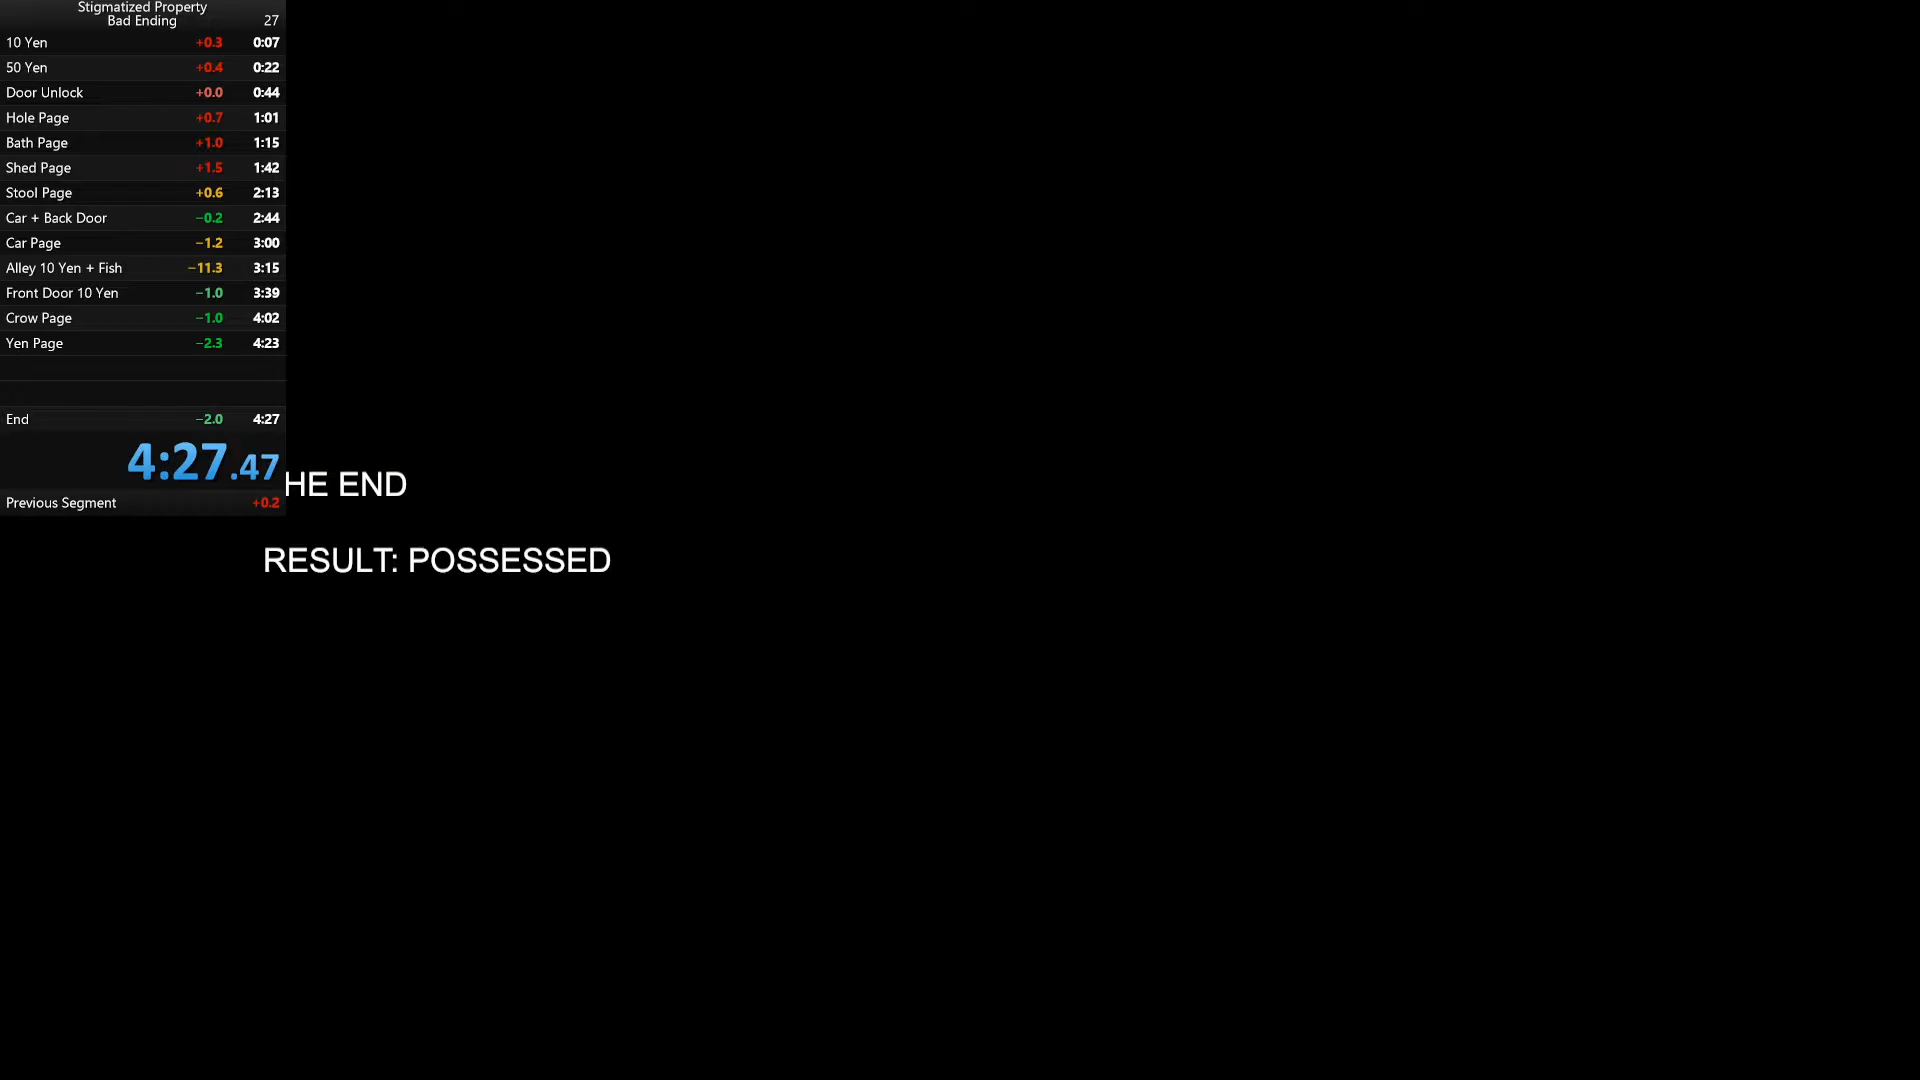 Stigmatized Property
Bad Ending 27
10 Yen +0.3 0:07
50 Yen +0.4 0:22
Door Unlock +0.0 0:44
Hole Page +0.7 1:01
Bath Page +1.0 1:15
Shed Page +1.5 1:42
Stool Page +0.6 2:13
Car + Back Door −0.2 2:44
Car Page −1.2 3:00
Alley 10 Yen + Fish −11.3 3:15
Front Door 10 Yen −1.0 3:39
Crow Page −1.0 4:02
Yen Page −2.3 4:23
End −2.0 4:27
4:27.47
HE END
Previous Segment +0.2
RESULT: POSSESSED